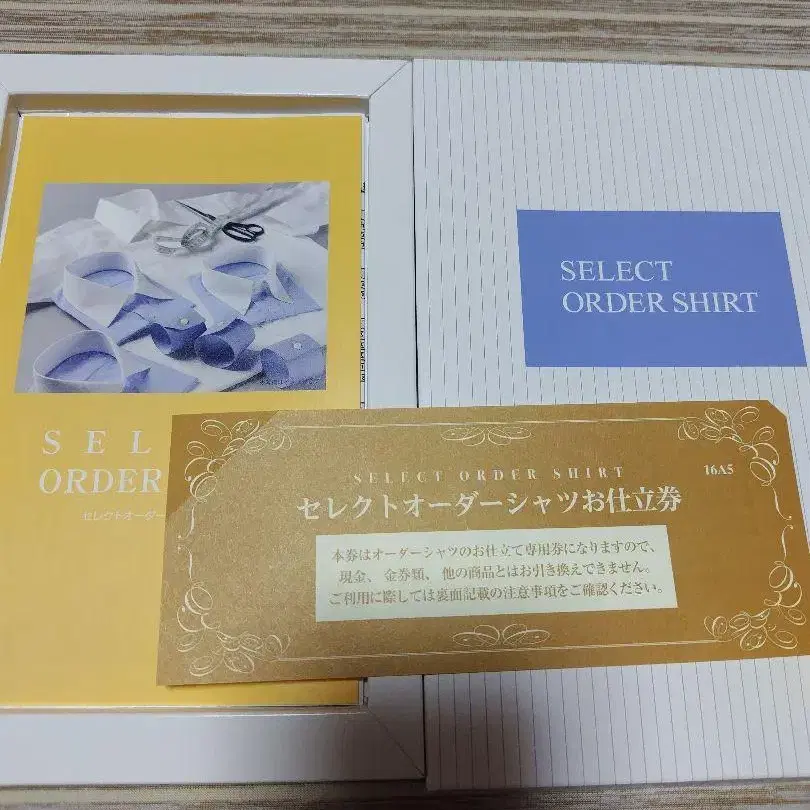 SELECT
ORDER SHIRT
SEL
ORDER
セレクトオーダー
SELECT ORDER SHIRT
16A5
セレクトオーダーシャツお仕立券
本券はオーダーシャツのお仕立て専用券になりますので、
現金、金券類、他の商品とはお引き換えできません。
ご利用に際しては裏面記載の注意事項をご確認ください。